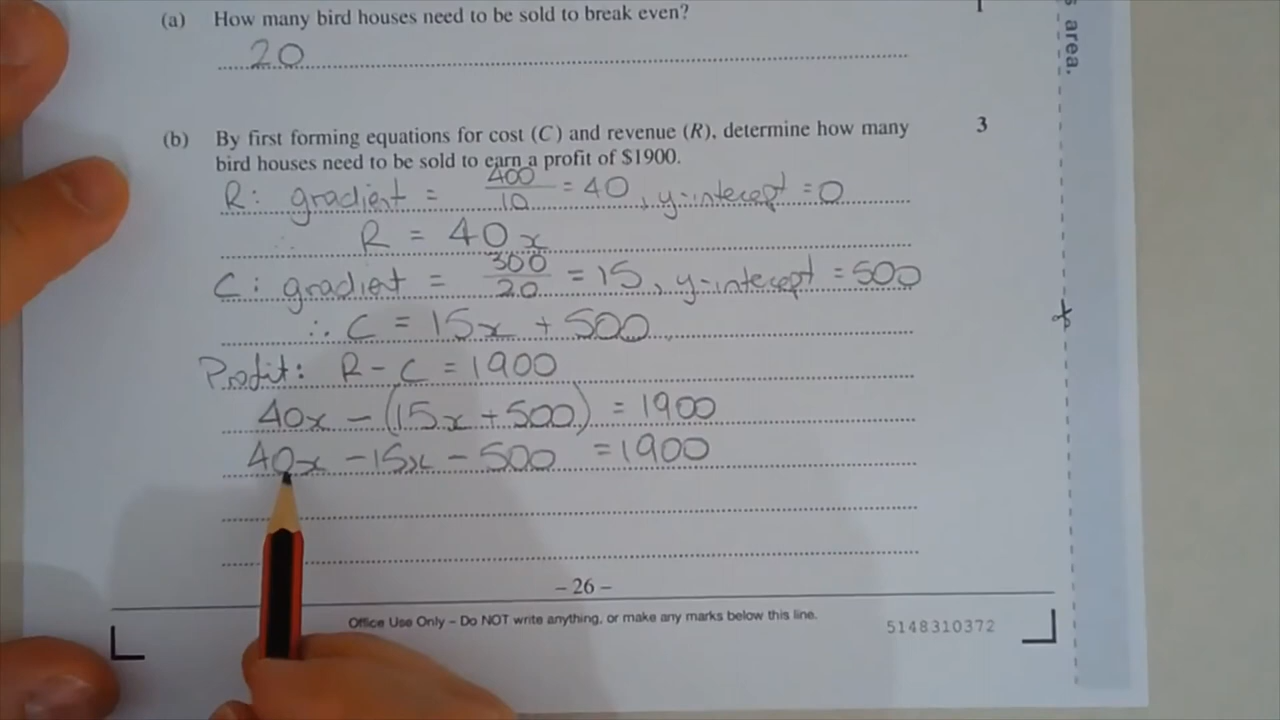 (a) How many bird houses need to be sold to break even? 1
20
(b) By first forming equations for cost (C) and revenue (R), determine how many 3
bird houses need to be sold to earn a profit of $1900.
R: gradient = 400/10 = 40, y-intercept = 0
∴ R = 40x
C: gradient = 300/20 = 15, y-intercept = 500
∴ C = 15x + 500
Profit: R - C = 1900
40x - (15x + 500) = 1900
40x - 15x - 500 = 1900
– 26 –
Office Use Only – Do NOT write anything, or make any marks below this line.
5148310372
area.